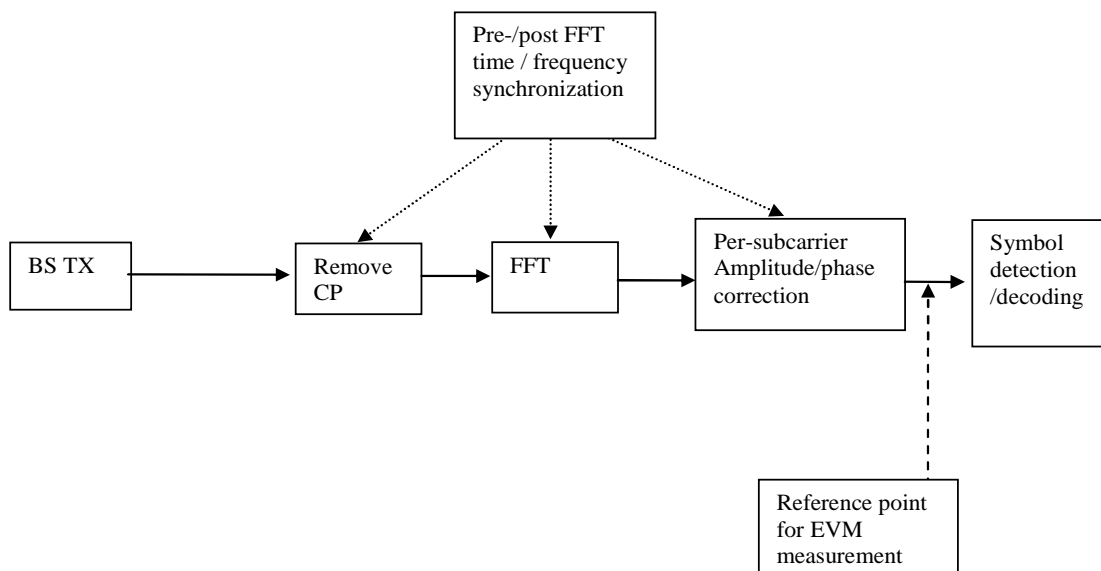 Pre-/post FFT
time / frequency
synchronization
BS TX
Remove
CP
FFT
Per-subcarrier
Amplitude/phase
correction
Symbol
detection
/decoding
Reference point
for EVM
measurement